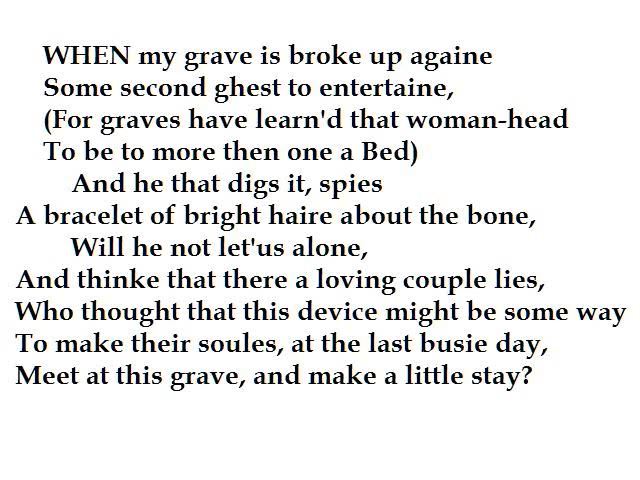 WHEN my grave is broke up againe
Some second ghest to entertaine,
(For graves have learn'd that woman-head
To be to more then one a Bed)
And he that digs it, spies
A bracelet of bright haire about the bone,
Will he not let'us alone,
And thinke that there a loving couple lies,
Who thought that this device might be some way
To make their soules, at the last busie day,
Meet at this grave, and make a little stay?